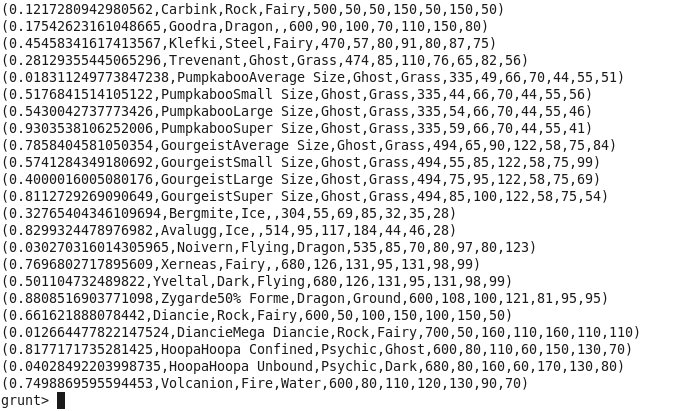 (0.1217280942980562,Carbink,Rock,Fairy,500,50,50,150,50,150,50)
(0.17542623161048665,Goodra,Dragon,,600,90,100,70,110,150,80)
(0.45458341617413567,Klefki,Steel,Fairy,470,57,80,91,80,87,75)
(0.28129355446065296,Trevenant,Ghost,Grass,474,85,110,76,65,82,56)
(0.018311249773847238,PumpkabooAverage Size,Ghost,Grass,335,49,66,70,44,55,51)
(0.5176841514105122,PumpkabooSmall Size,Ghost,Grass,335,44,66,70,44,55,56)
(0.5430042737773426,PumpkabooLarge Size,Ghost,Grass,335,54,66,70,44,55,46)
(0.9303538106252006,PumpkabooSuper Size,Ghost,Grass,335,59,66,70,44,55,41)
(0.7858404581050354,GourgeistAverage Size,Ghost,Grass,494,65,90,122,58,75,84)
(0.5741284349180692,GourgeistSmall Size,Ghost,Grass,494,55,85,122,58,75,99)
(0.4000016005080176,GourgeistLarge Size,Ghost,Grass,494,75,95,122,58,75,69)
(0.8112729269090649,GourgeistSuper Size,Ghost,Grass,494,85,100,122,58,75,54)
(0.32765404346109694,Bergmite,Ice,,304,55,69,85,32,35,28)
(0.8299324478976982,Avalugg,Ice,,514,95,117,184,44,46,28)
(0.030270316014305965,Noivern,Flying,Dragon,535,85,70,80,97,80,123)
(0.7696802717895609,Xerneas,Fairy,,680,126,131,95,131,98,99)
(0.501104732489822,Yveltal,Dark,Flying,680,126,131,95,131,98,99)
(0.8808516903771098,Zygarde50% Forme,Dragon,Ground,600,108,100,121,81,95,95)
(0.661621888078442,Diancie,Rock,Fairy,600,50,100,150,100,150,50)
(0.012664477822147524,DiancieMega Diancie,Rock,Fairy,700,50,160,110,160,110,110)
(0.8177171735281425,HoopaHoopa Confined,Psychic,Ghost,600,80,110,60,150,130,70)
(0.04028492203998735,HoopaHoopa Unbound,Psychic,Dark,680,80,160,60,170,130,80)
(0.7498869595594453,Volcanion,Fire,Water,600,80,110,120,130,90,70)
grunt>